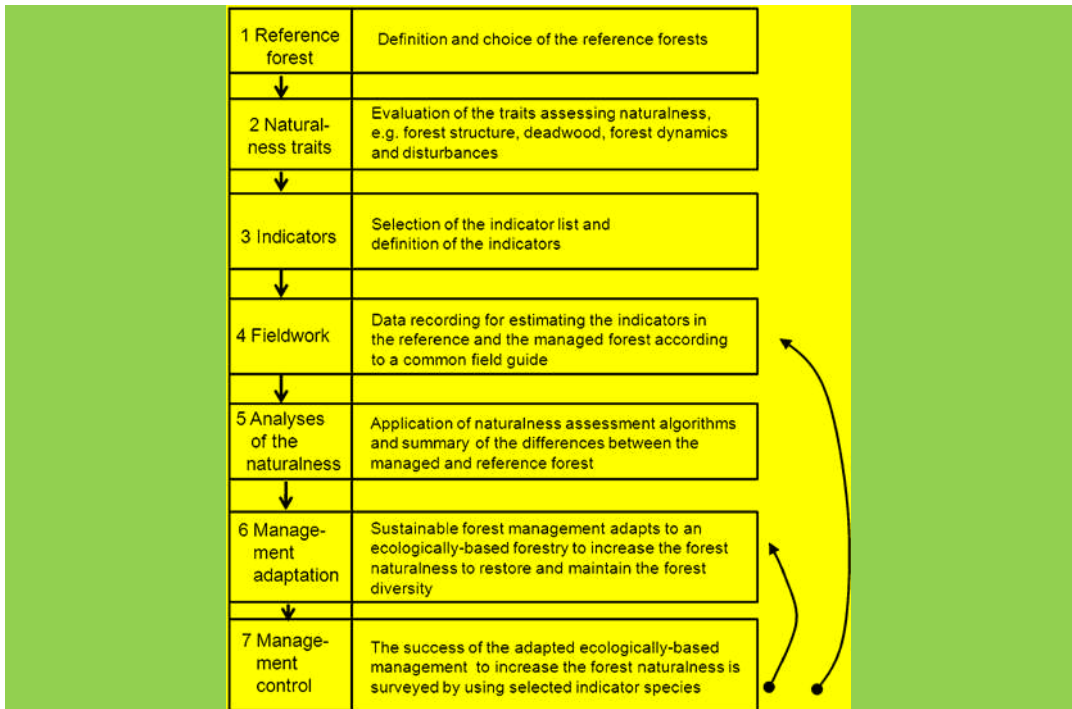 1 Reference
forest
Definition and choice of the reference forests
2 Natural-
ness traits
Evaluation of the traits assessing naturalness,
e.g. forest structure, deadwood, forest dynamics
and disturbances
3 Indicators
Selection of the indicator list and
definition of the indicators
4 Fieldwork
Data recording for estimating the indicators in
the reference and the managed forest according
to a common field guide
5 Analyses
of the
naturalness
Application of naturalness assessment algorithms
and summary of the differences between the
managed and reference forest
6 Manage-
ment
adaptation
Sustainable forest management adapts to an
ecologically-based forestry to increase the forest
naturalness to restore and maintain the forest
diversity
7 Manage-
ment
control
The success of the adapted ecologically-based
management to increase the forest naturalness is
surveyed by using selected indicator species